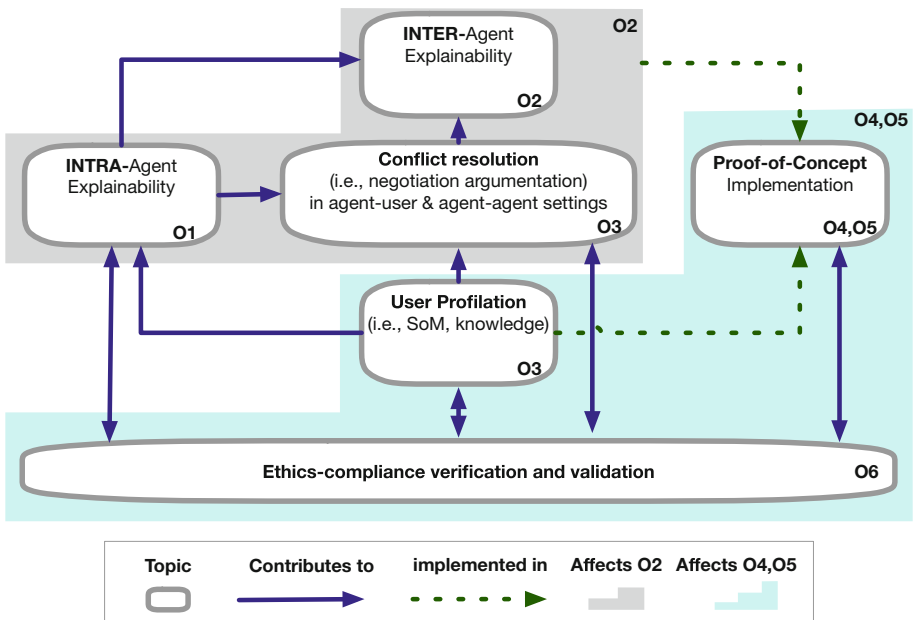 INTER-Agent
Explainability
O2
O2
INTRA-Agent
Explainability
O1
Conflict resolution
(i.e., negotiation argumentation)
in agent-user & agent-agent settings
O3
O4,O5
Proof-of-Concept
Implementation
O4,O5
User Profilation
(i.e., SoM, knowledge)
O3
Ethics-compliance verification and validation
O6
Topic
Contributes to
implemented in
Affects O2
Affects O4,O5